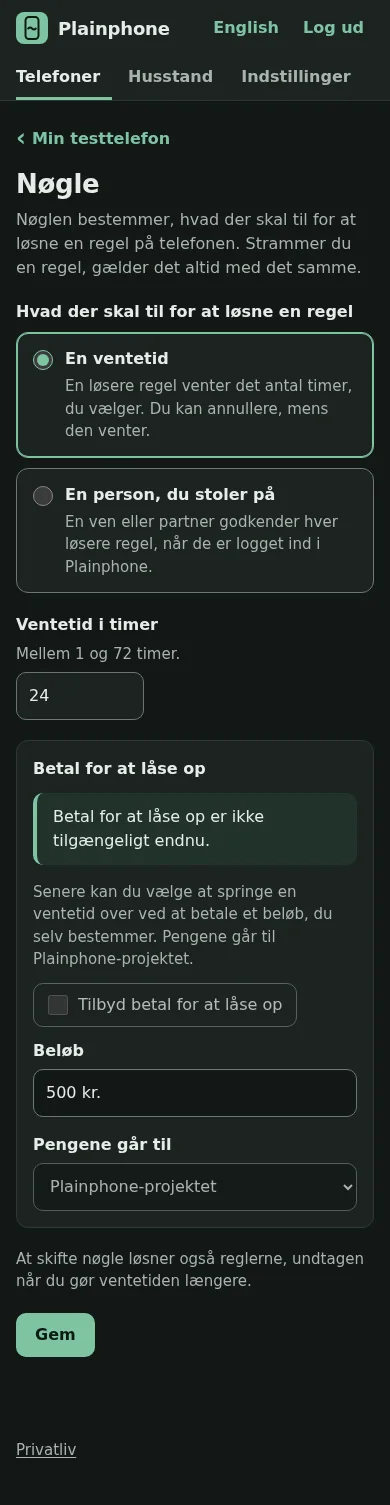 Plainphone
English
Log ud
Telefoner
Husstand
Indstillinger
‹ Min testtelefon
Nøgle
Nøglen bestemmer, hvad der skal til for at
løsne en regel på telefonen. Strammer du
en regel, gælder det altid med det samme.
Hvad der skal til for at løsne en regel
En ventetid
En løsere regel venter det antal timer,
du vælger. Du kan annullere, mens
den venter.
En person, du stoler på
En ven eller partner godkender hver
løsere regel, når de er logget ind i
Plainphone.
Ventetid i timer
Mellem 1 og 72 timer.
24
Betal for at låse op
Betal for at låse op er ikke
tilgængeligt endnu.
Senere kan du vælge at springe en
ventetid over ved at betale et beløb, du
selv bestemmer. Pengene går til
Plainphone-projektet.
Tilbyd betal for at låse op
Beløb
500 kr.
Pengene går til
Plainphone-projektet
At skifte nøgle løsner også reglerne, undtagen
når du gør ventetiden længere.
Gem
Privatliv